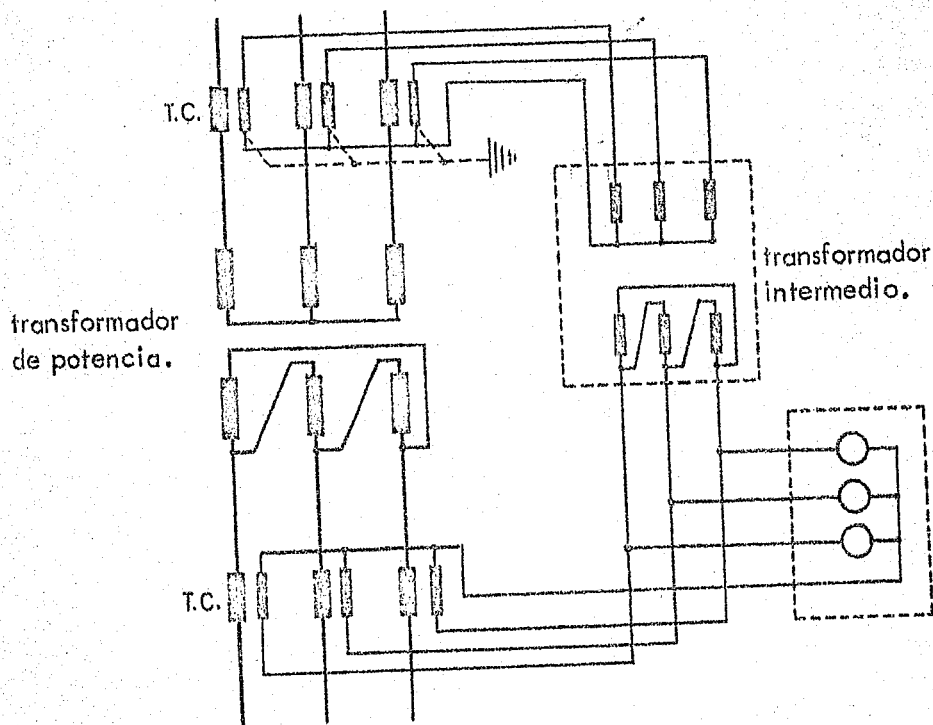 T.C.
transformador
intermedio.
transformador
de potencia.
T.C.